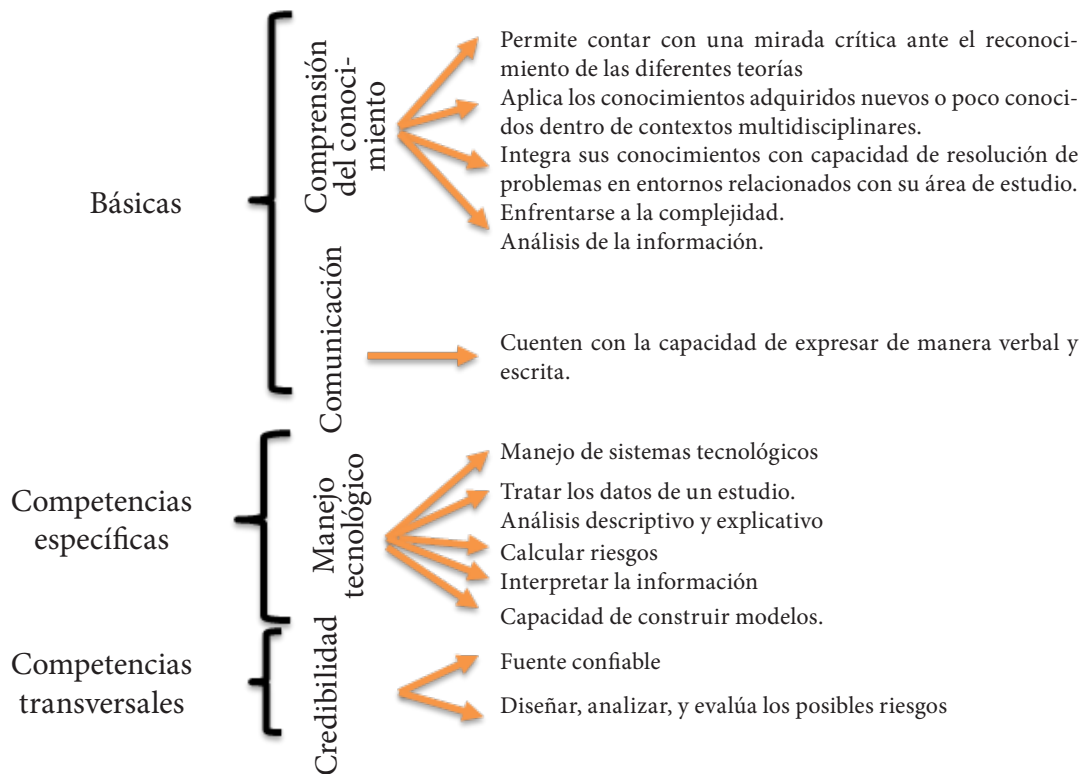 Básicas
Comprensión
del conoci-
miento
Permite contar con una mirada crítica ante el reconoci-
miento de las diferentes teorías
Aplica los conocimientos adquiridos nuevos o poco conoci-
dos dentro de contextos multidisciplinares.
Integra sus conocimientos con capacidad de resolución de
problemas en entornos relacionados con su área de estudio.
Enfrentarse a la complejidad.
Análisis de la información.
Comunicación
Cuenten con la capacidad de expresar de manera verbal y
escrita.
Competencias
específicas
Manejo
tecnológico
Manejo de sistemas tecnológicos
Tratar los datos de un estudio.
Análisis descriptivo y explicativo
Calcular riesgos
Interpretar la información
Capacidad de construir modelos.
Competencias
transversales
Credibilidad
Fuente confiable
Diseñar, analizar, y evalúa los posibles riesgos